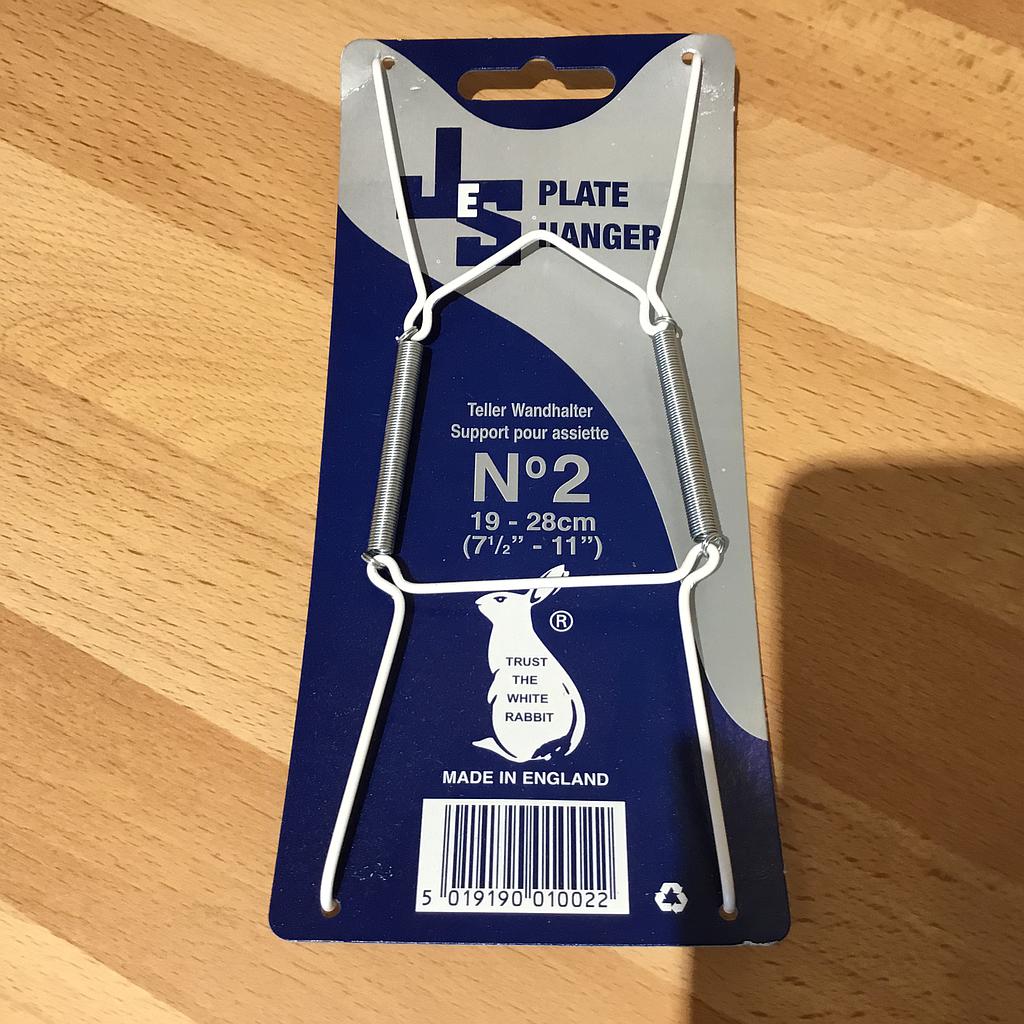 JES
PLATE
HANGER
Teller Wandhalter
Support pour assiette
Nº2
19 - 28cm
(7½” - 11”)
®
TRUST
THE
WHITE
RABBIT
MADE IN ENGLAND
5 019190 010022